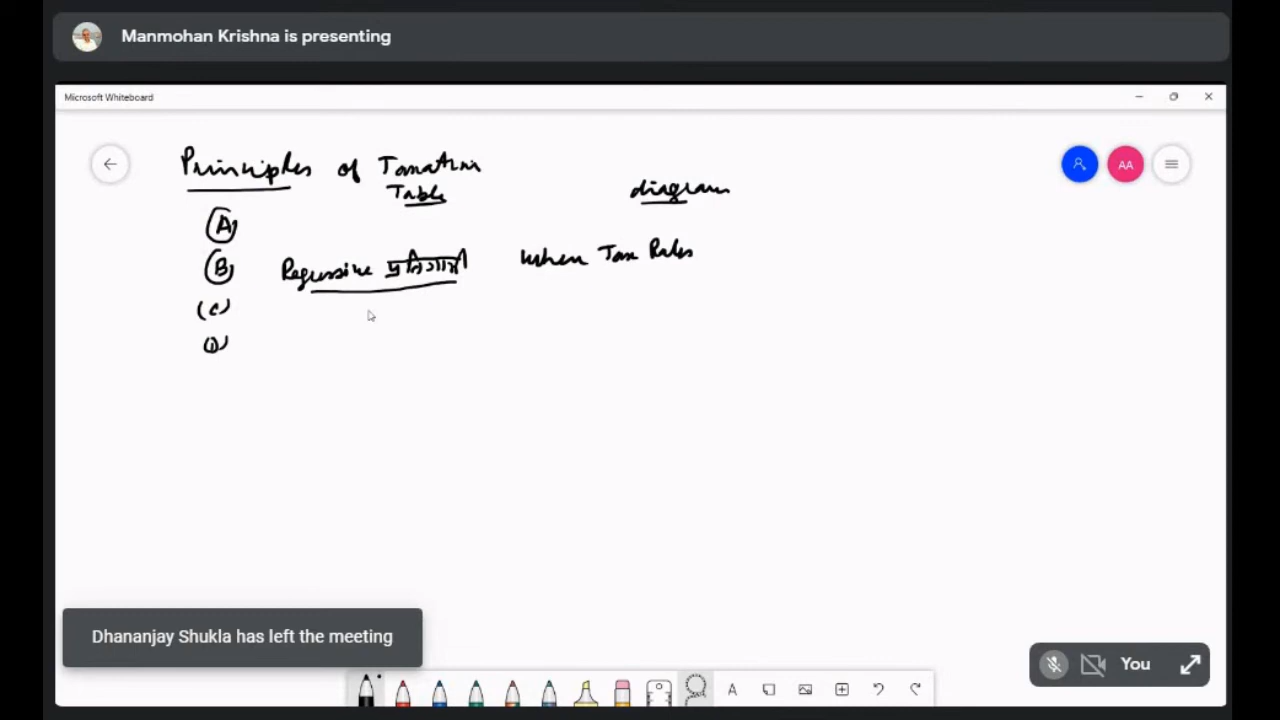 Manmohan Krishna is presenting
Microsoft Whiteboard
Principles of Taxation
Table
diagram
AA
(A)
(B) Regressive प्रतिगामी when Tax Rates
(C)
(D)
Dhananjay Shukla has left the meeting
You
A